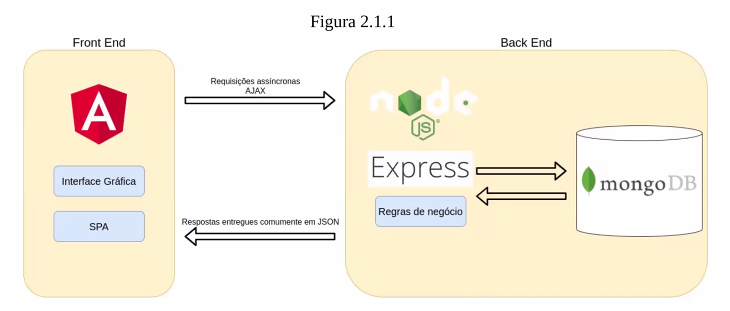 Figura 2.1.1
Front End
Back End
A
Interface Gráfica
SPA
Requisições assíncronas
AJAX
Respostas entregues comumente em JSON
node
JS
Express
Regras de negócio
mongoDB